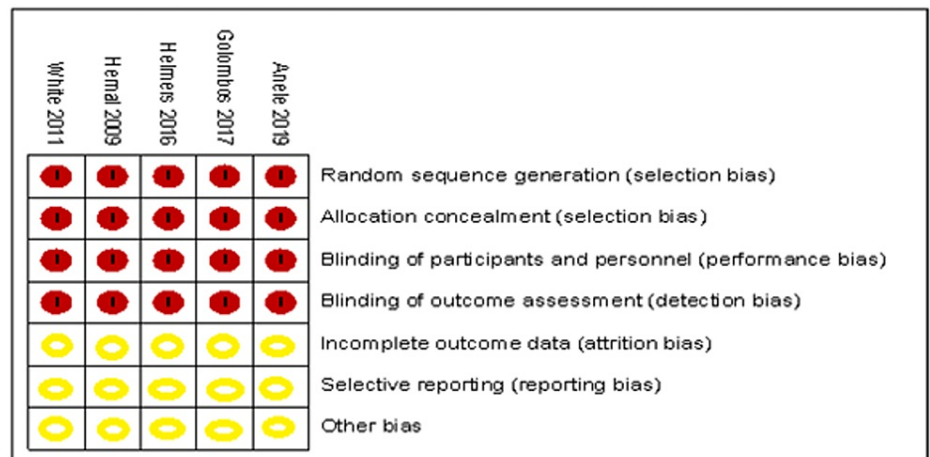 White 2011
Hemal 2009
Helmers 2016
Golombos 2017
Anele 2019
Random sequence generation (selection bias)
Allocation concealment (selection bias)
Blinding of participants and personnel (performance bias)
Blinding of outcome assessment (detection bias)
Incomplete outcome data (attrition bias)
Selective reporting (reporting bias)
Other bias